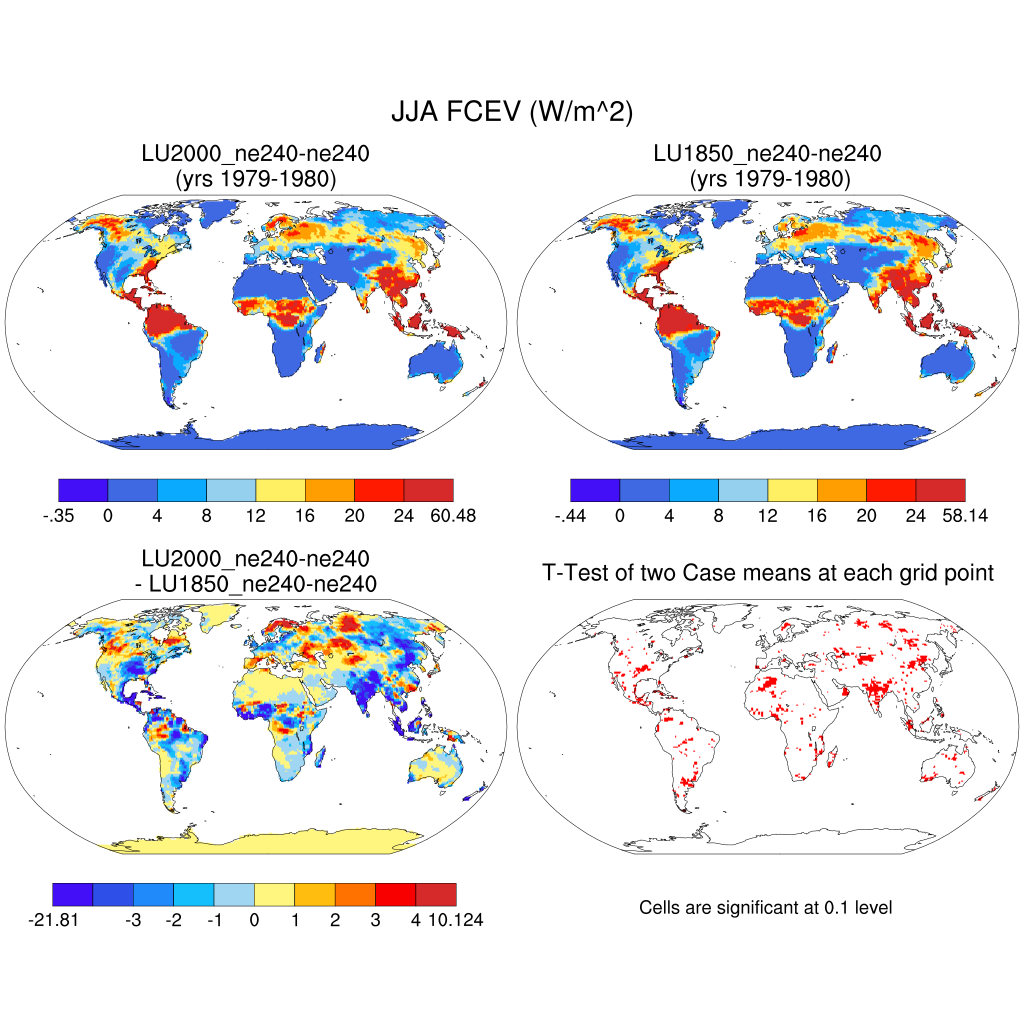 JJA FCEV (W/m^2)
LU2000_ne240-ne240
(yrs 1979-1980)
LU1850_ne240-ne240
(yrs 1979-1980)
-.35 0 4 8 12 16 20 24 60.48
-.44 0 4 8 12 16 20 24 58.14
LU2000_ne240-ne240
- LU1850_ne240-ne240
T-Test of two Case means at each grid point
-21.81 -3 -2 -1 0 1 2 3 4 10.124
Cells are significant at 0.1 level